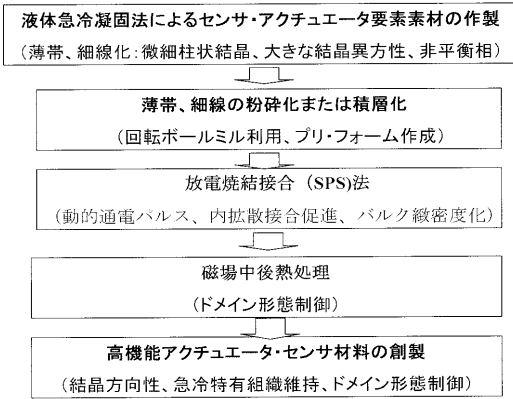 液体急冷凝固法によるセンサ・アクチュエータ要素素材の作製
(薄帯、細線化:微細柱状結晶、大きな結晶異方性、非平衡相)
薄帯、細線の粉砕化または積層化
(回転ボールミル利用、プリ・フォーム作成)
放電焼結接合 (SPS)法
(動的通電パルス、内拡散接合促進、バルク緻密度化)
磁場中後熱処理
(ドメイン形態制御)
高機能アクチュエータ・センサ材料の創製
(結晶方向性、急冷特有組織維持、ドメイン形態制御)